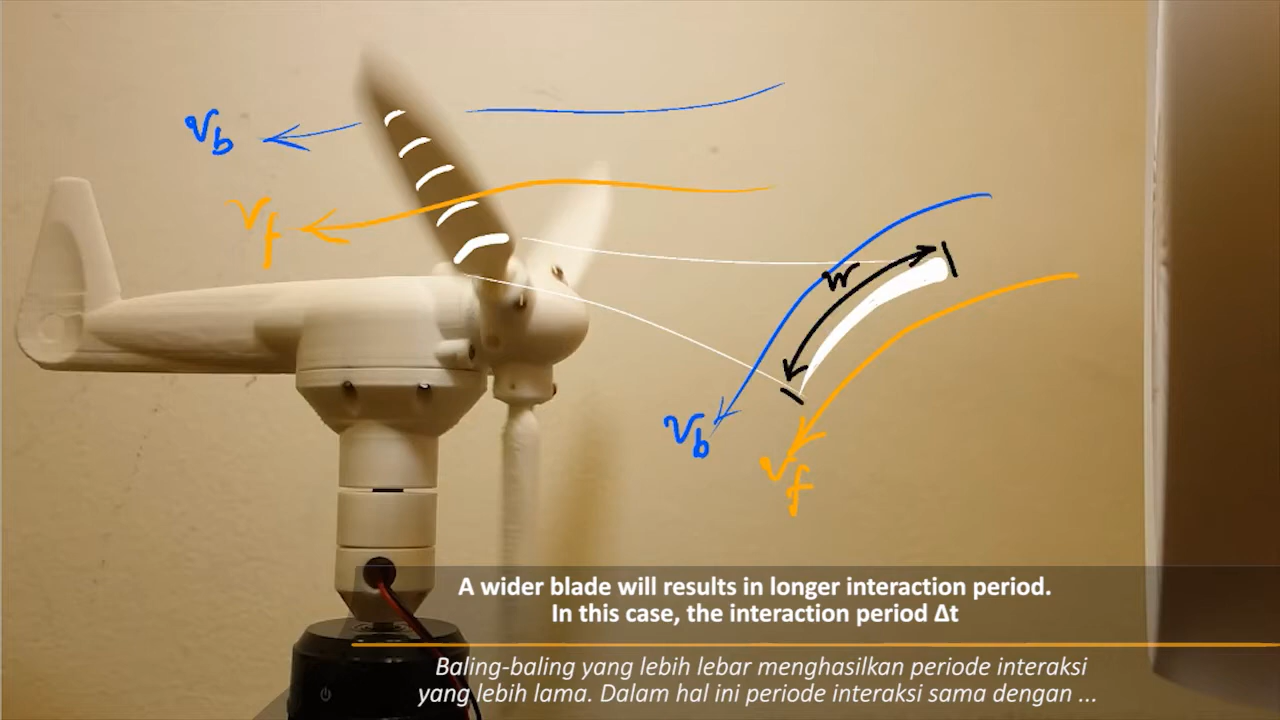 v_b
v_f
w
v_b
v_f
A wider blade will results in longer interaction period.
In this case, the interaction period Δt
Baling-baling yang lebih lebar menghasilkan periode interaksi
yang lebih lama. Dalam hal ini periode interaksi sama dengan ...